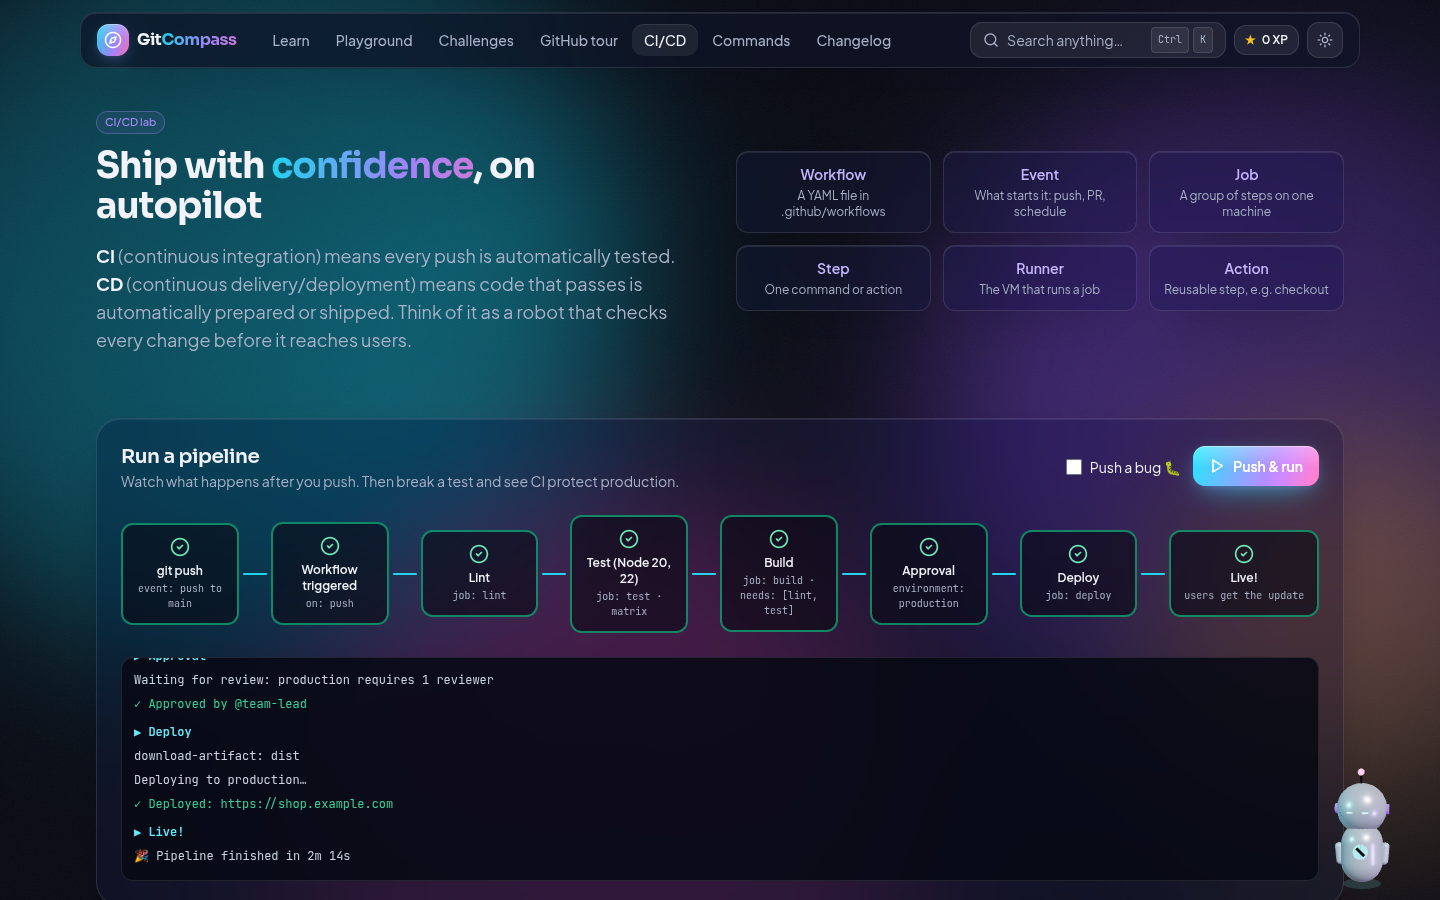 GitCompass
Learn
Playground
Challenges
GitHub tour
CI/CD
Commands
Changelog
Search anything...
Ctrl
K
★ 0 XP
CI/CD lab
Ship with confidence, on
autopilot
CI (continuous integration) means every push is automatically tested.
CD (continuous delivery/deployment) means code that passes is
automatically prepared or shipped. Think of it as a robot that checks
every change before it reaches users.
Workflow
A YAML file in
.github/workflows
Event
What starts it: push, PR,
schedule
Job
A group of steps on one
machine
Step
One command or action
Runner
The VM that runs a job
Action
Reusable step, e.g. checkout
Run a pipeline
Watch what happens after you push. Then break a test and see CI protect production.
Push a bug 🐛
Push & run
git push
event: push to
main
Workflow
triggered
on: push
Lint
job: lint
Test (Node 20,
22)
job: test ·
matrix
Build
job: build ·
needs: [lint,
test]
Approval
environment:
production
Deploy
job: deploy
Live!
users get the update
▶ Approval
Waiting for review: production requires 1 reviewer
✓ Approved by @team-lead
▶ Deploy
download-artifact: dist
Deploying to production…
✓ Deployed: https://shop.example.com
▶ Live!
🎉 Pipeline finished in 2m 14s